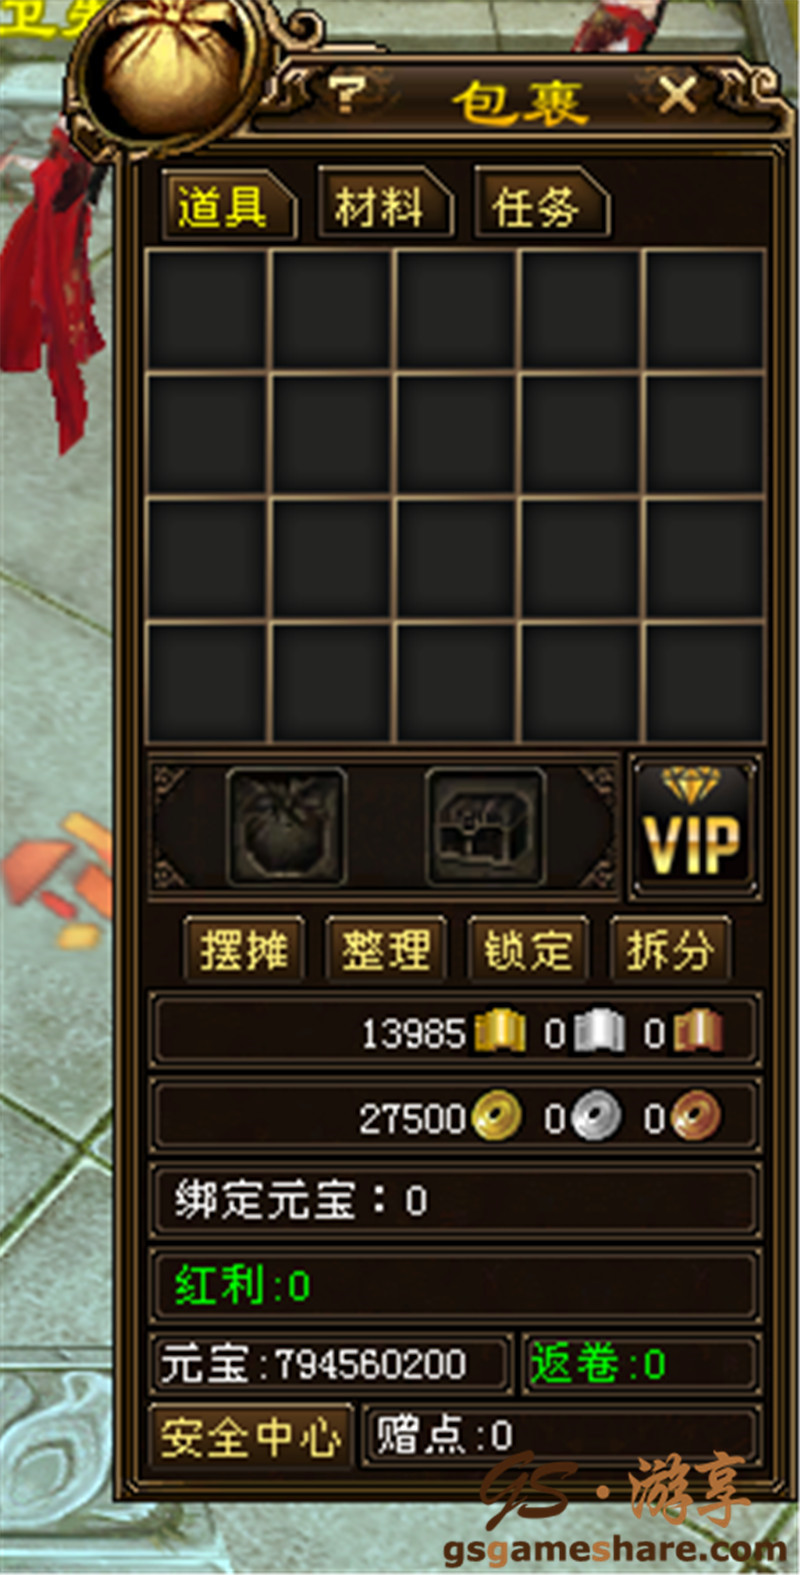 卫兵
? 包裹 X
道具 材料 任务
VIP
摆摊 整理 锁定 拆分
13985 0 0
27500 0 0
绑定元宝：0
红利:0
元宝:794560200 返卷:0
安全中心 赠点:0
GS·游享
gsgameshare.com